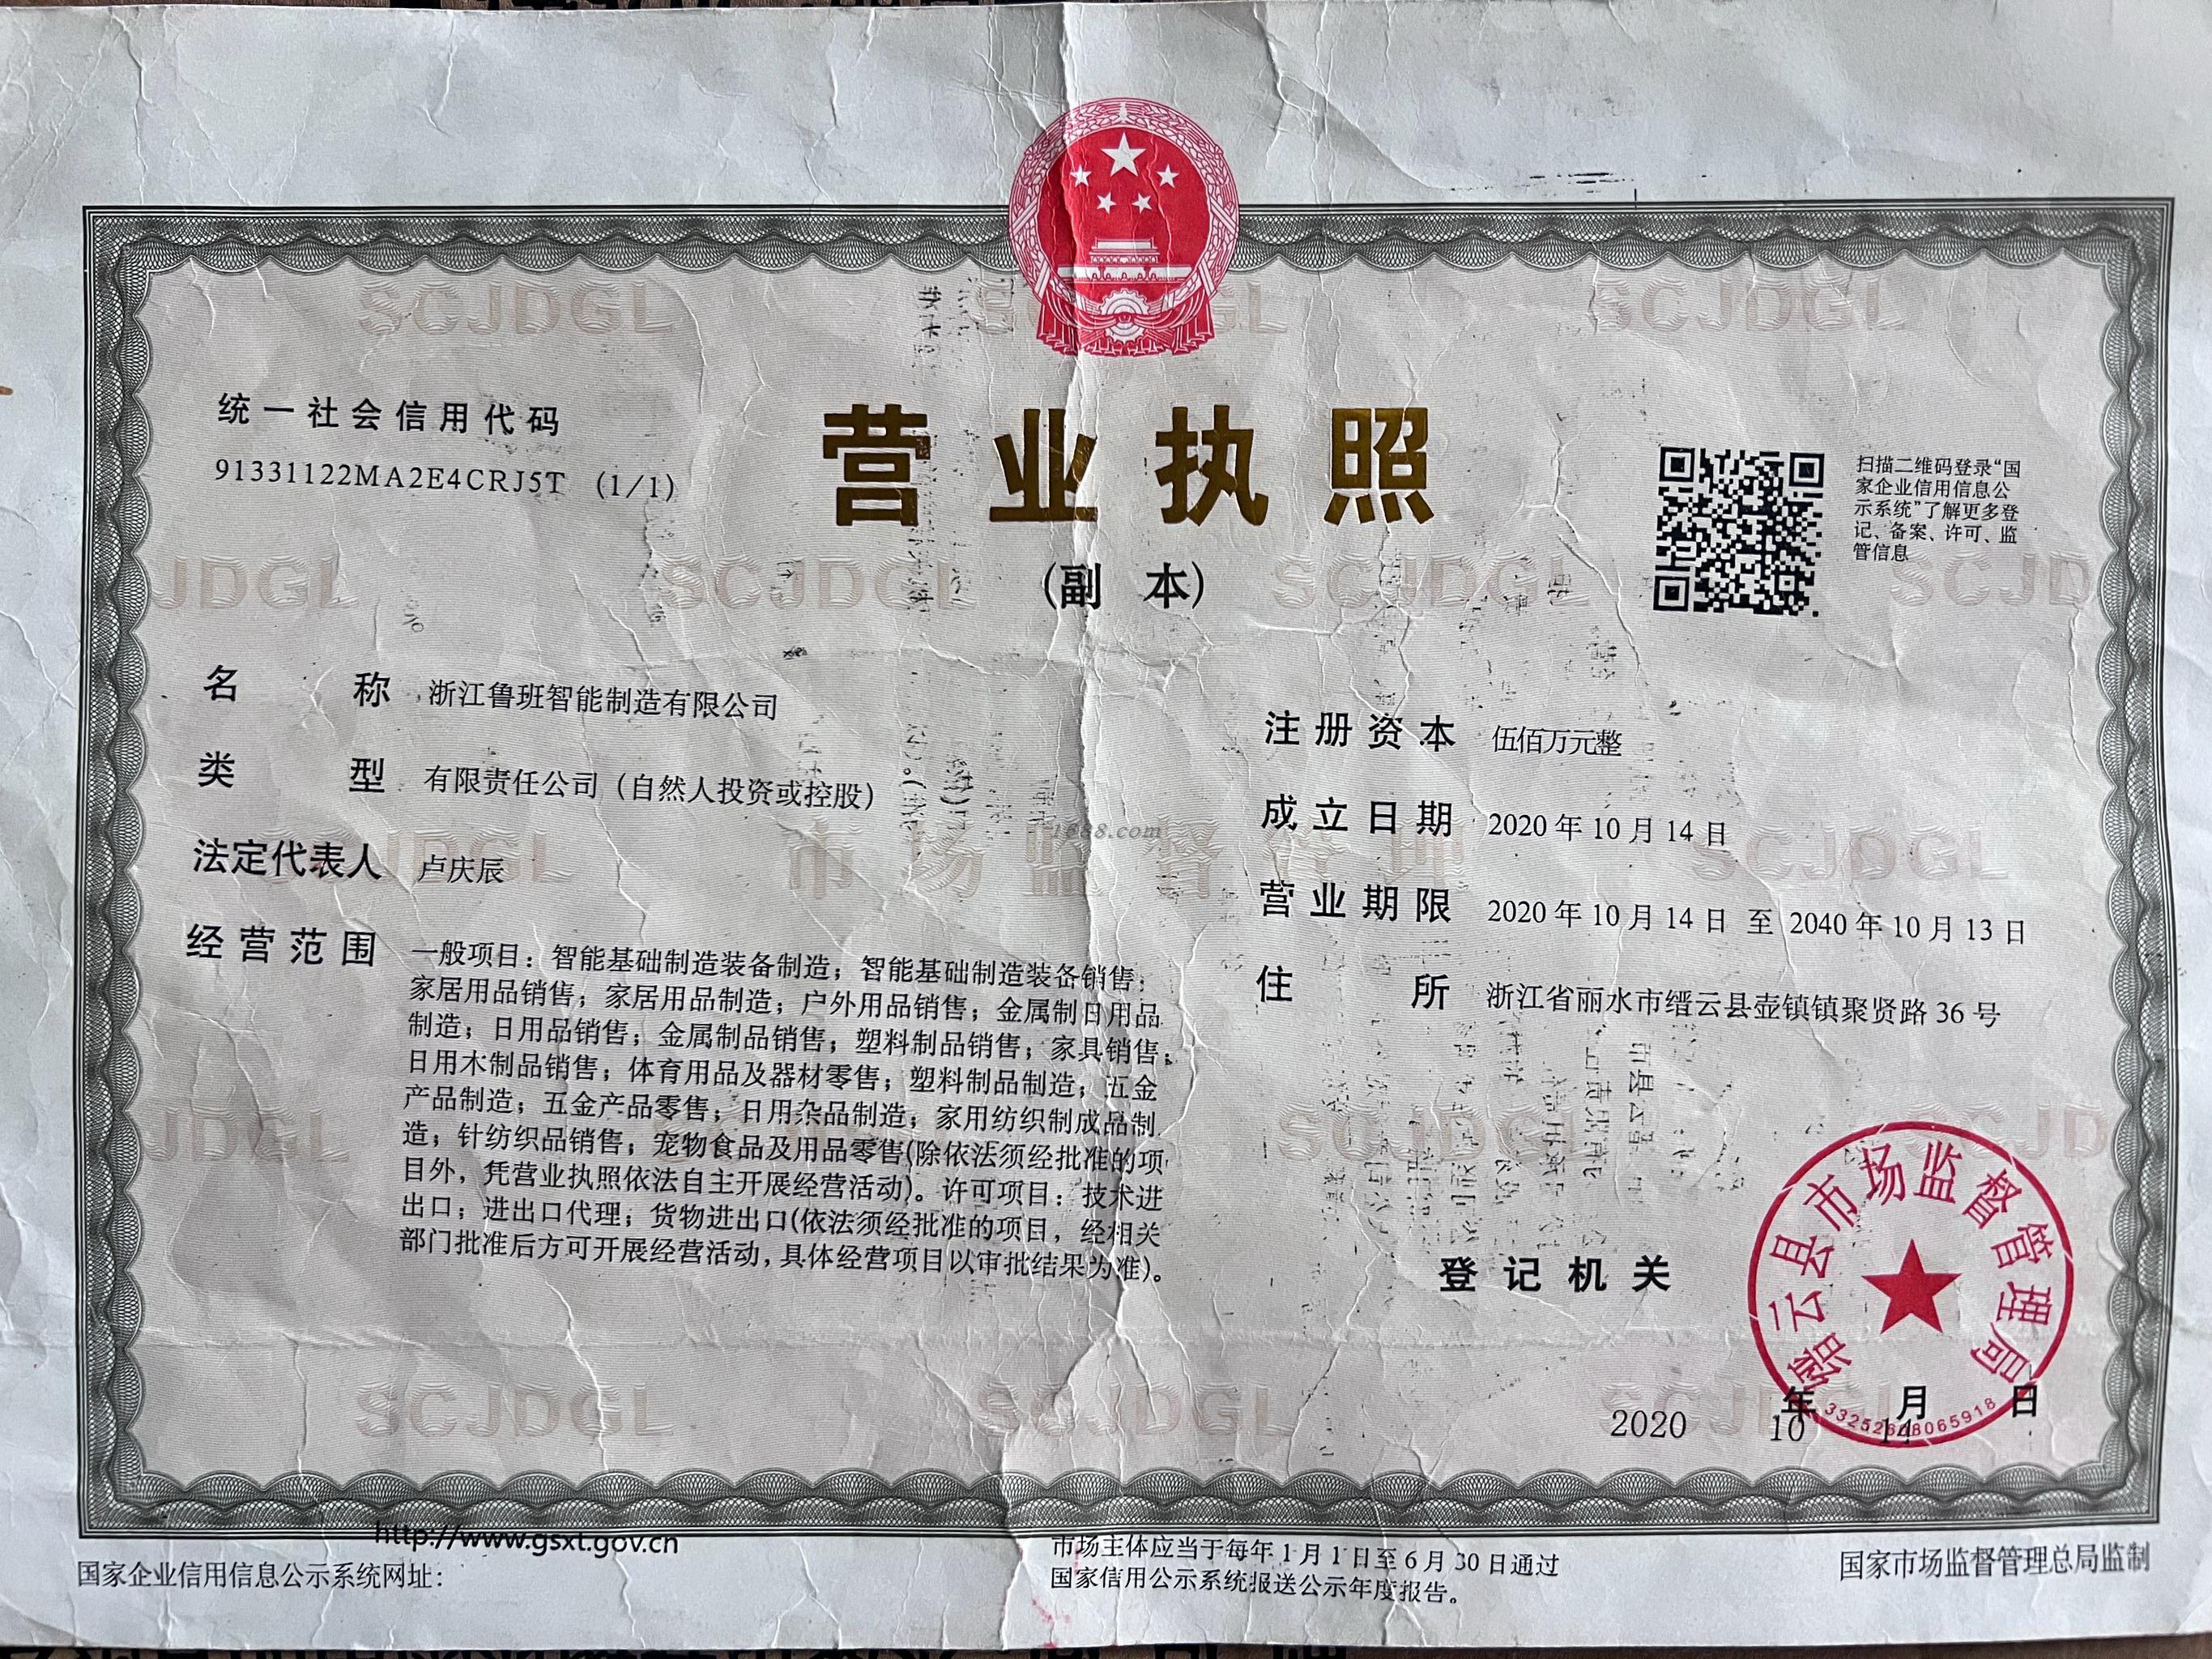 统一社会信用代码
91331122MA2E4CRJ5T (1/1)
营业执照
(副 本)
扫描二维码登录“国
家企业信用信息公
示系统”了解更多登
记、备案、许可、监
管信息
名 称 浙江鲁班智能制造有限公司
类 型 有限责任公司（自然人投资或控股）
法定代表人 卢庆辰
经营范围 一般项目：智能基础制造装备制造；智能基础制造装备销售；
家居用品销售；家居用品制造；户外用品销售；金属制日用品
制造；日用品销售；金属制品销售；塑料制品销售；家具销售；
日用木制品销售；体育用品及器材零售；塑料制品制造；五金
产品制造；五金产品零售；日用杂品制造；家用纺织制成品制
造；针纺织品销售；宠物食品及用品零售(除依法须经批准的项
目外，凭营业执照依法自主开展经营活动)。许可项目：技术进
出口；进出口代理；货物进出口(依法须经批准的项目，经相关
部门批准后方可开展经营活动,具体经营项目以审批结果为准)。
注册资本 伍佰万元整
成立日期 2020年10月14日
营业期限 2020年10月14日 至 2040年10月13日
住 所 浙江省丽水市缙云县壶镇镇聚贤路36号
登记机关
缙云县市场监督管理局
2020 年 10 月 14 日
SCJDGL
市场监督管理
1688.com
http://www.gsxt.gov.cn
国家企业信用信息公示系统网址：
市场主体应当于每年1月1日至6月30日通过
国家信用公示系统报送公示年度报告。
国家市场监督管理总局监制